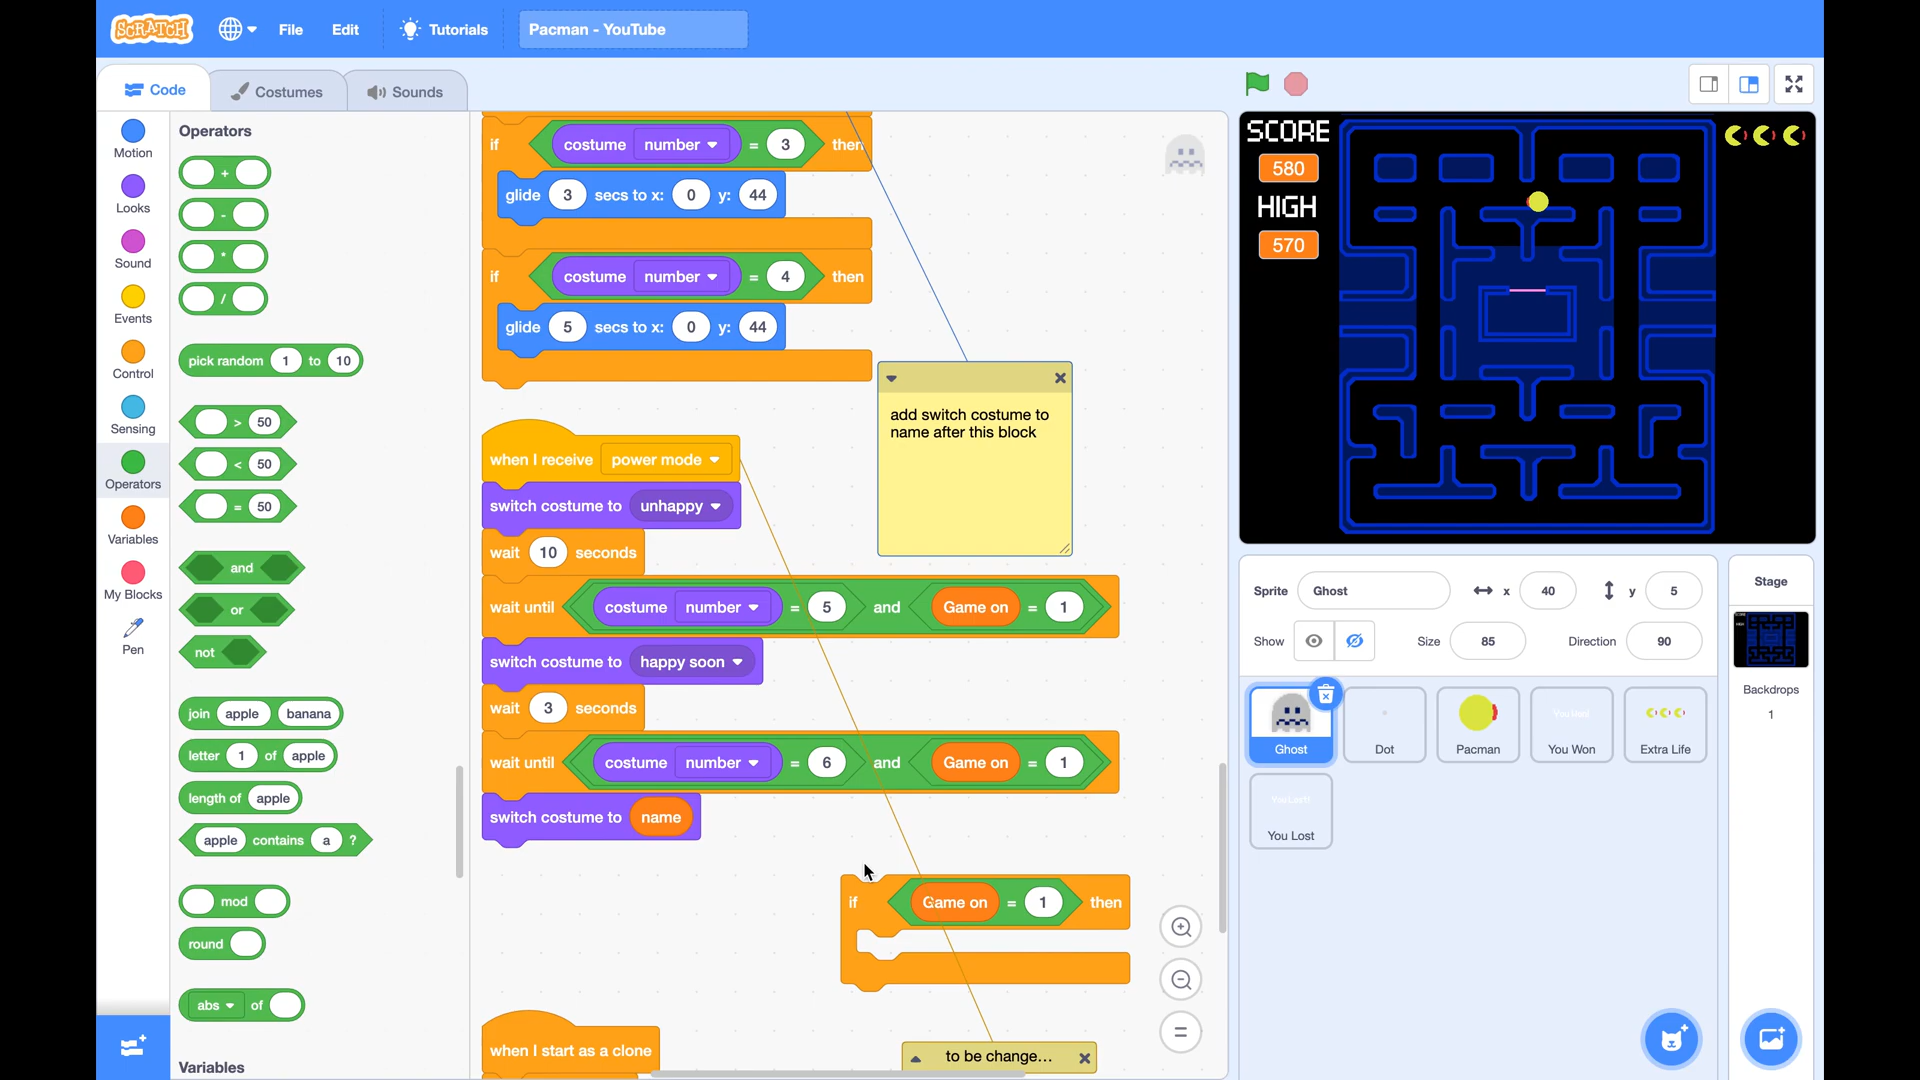 SCRATCH
File
Edit
Tutorials
Pacman - YouTube
Code
Costumes
Sounds
Motion
Looks
Sound
Events
Control
Sensing
Operators
Variables
My Blocks
Pen
Operators
+
-
*
/
pick random 1 to 10
> 50
< 50
= 50
and
or
not
join apple banana
letter 1 of apple
length of apple
apple contains a ?
mod
round
abs of
Variables
if costume number = 3 then
glide 3 secs to x: 0 y: 44
if costume number = 4 then
glide 5 secs to x: 0 y: 44
add switch costume to
name after this block
when I receive power mode
switch costume to unhappy
wait 10 seconds
wait until costume number = 5 and Game on = 1
switch costume to happy soon
wait 3 seconds
wait until costume number = 6 and Game on = 1
switch costume to name
if Game on = 1 then
when I start as a clone
to be change...
SCORE
580
HIGH
570
Sprite Ghost x 40 y 5
Show Size 85 Direction 90
Ghost
Dot
Pacman
You Won
Extra Life
You Lost
Stage
Backdrops
1